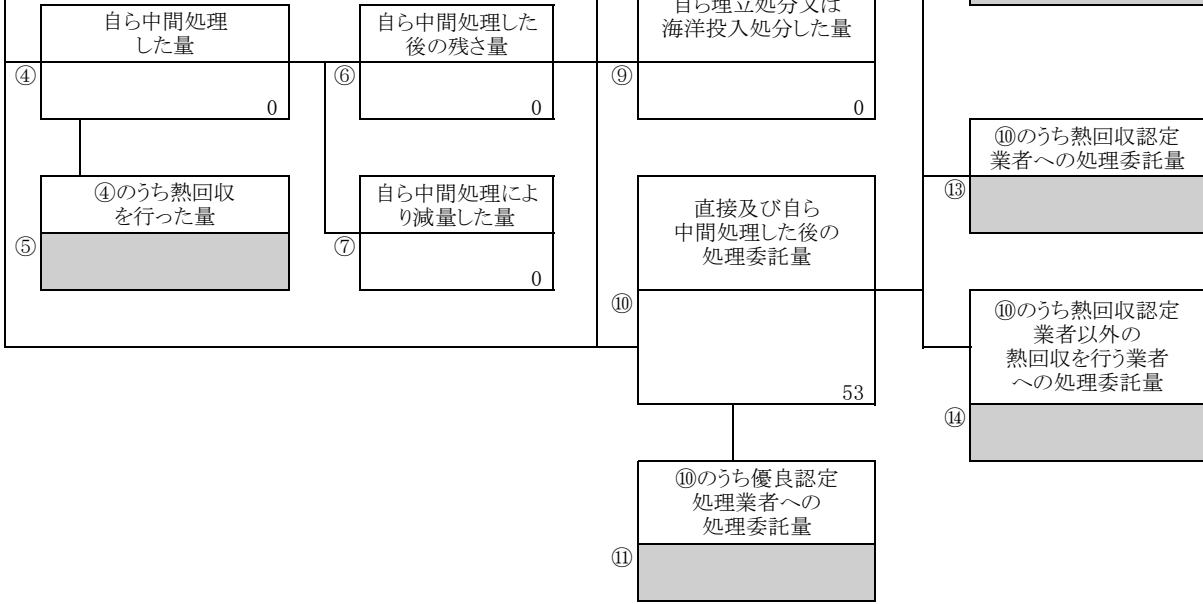 自ら中間処理
した量
④
0
自ら中間処理した
後の残さ量
⑥
0
自ら埋立処分又は
海洋投入処分した量
⑨
0
④のうち熱回収
を行った量
⑤
自ら中間処理によ
り減量した量
⑦
0
直接及び自ら
中間処理した後の
処理委託量
⑩
53
⑩のうち熱回収認定
業者への処理委託量
⑬
⑩のうち熱回収認定
業者以外の
熱回収を行う業者
への処理委託量
⑭
⑩のうち優良認定
処理業者への
処理委託量
⑪